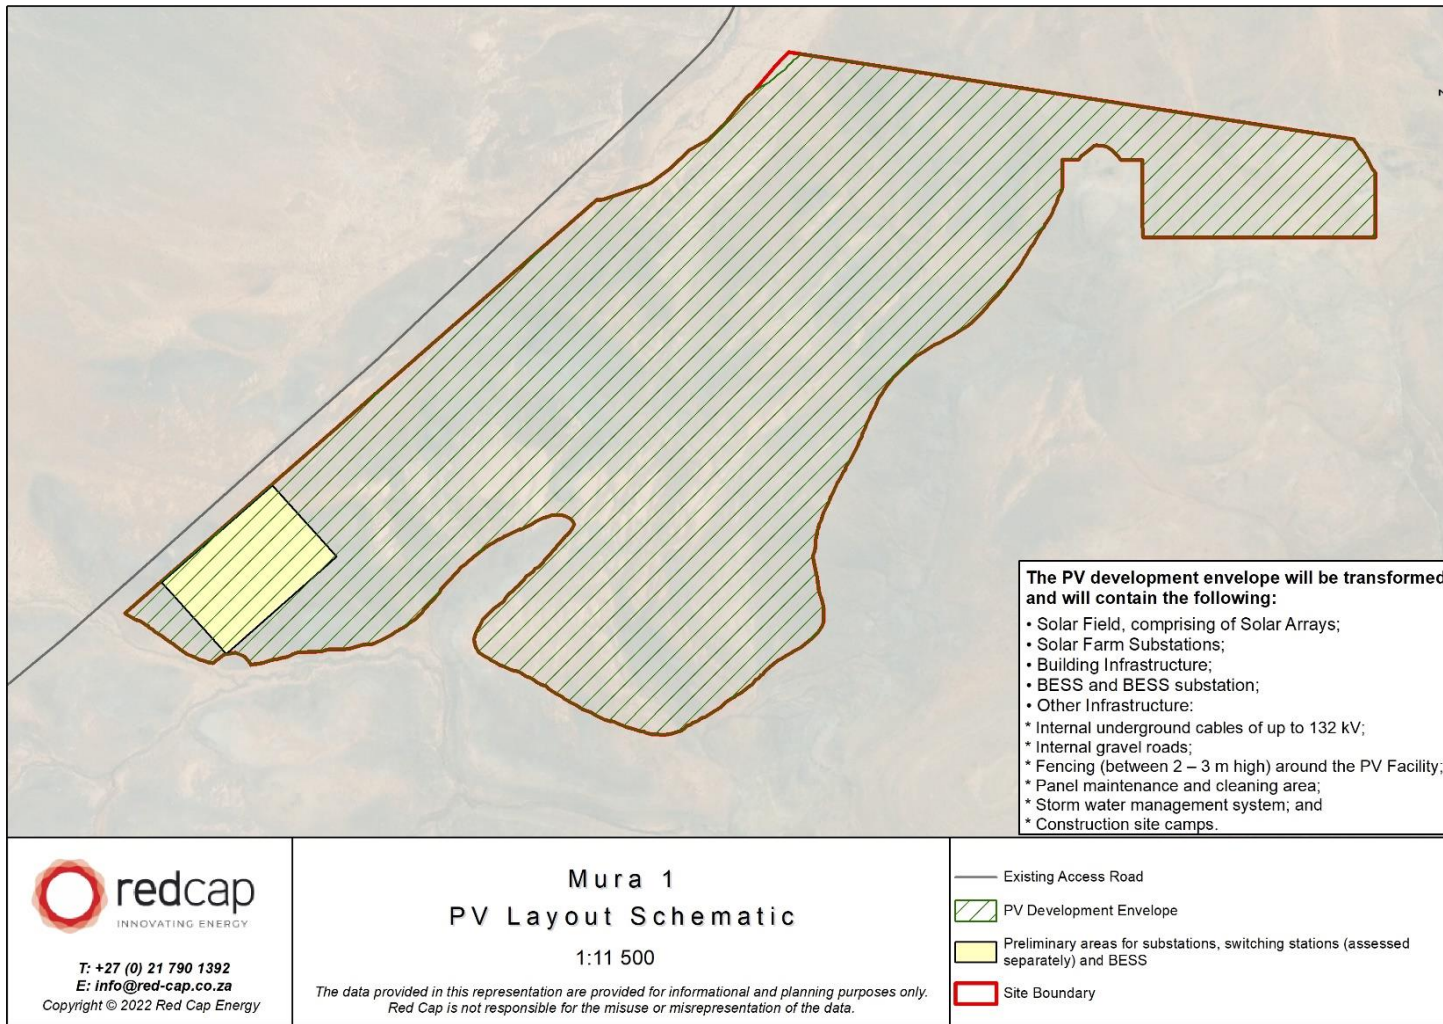 z
The PV development envelope will be transformed
and will contain the following:
• Solar Field, comprising of Solar Arrays;
• Solar Farm Substations;
• Building Infrastructure;
• BESS and BESS substation;
• Other Infrastructure:
* Internal underground cables of up to 132 kV;
* Internal gravel roads;
* Fencing (between 2 – 3 m high) around the PV Facility;
* Panel maintenance and cleaning area;
* Storm water management system; and
* Construction site camps.
redcap
INNOVATING ENERGY
T: +27 (0) 21 790 1392
E: info@red-cap.co.za
Copyright © 2022 Red Cap Energy
Mura 1
PV Layout Schematic
1:11 500
The data provided in this representation are provided for informational and planning purposes only.
Red Cap is not responsible for the misuse or misrepresentation of the data.
Existing Access Road
PV Development Envelope
Preliminary areas for substations, switching stations (assessed
separately) and BESS
Site Boundary